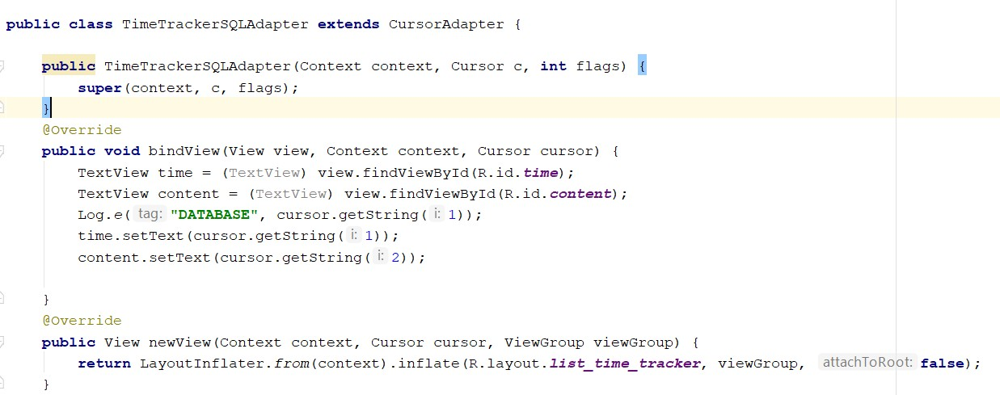 public class TimeTrackerSQLAdapter extends CursorAdapter {
public TimeTrackerSQLAdapter(Context context, Cursor c, int flags) {
super(context, c, flags);
}
@Override
public void bindView(View view, Context context, Cursor cursor) {
TextView time = (TextView) view.findViewById(R.id.time);
TextView content = (TextView) view.findViewById(R.id.content);
Log.e( tag: "DATABASE", cursor.getString( i: 1));
time.setText(cursor.getString( i: 1));
content.setText(cursor.getString( i: 2));
}
@Override
public View newView(Context context, Cursor cursor, ViewGroup viewGroup) {
return LayoutInflater.from(context).inflate(R.layout.list_time_tracker, viewGroup, attachToRoot: false);
}